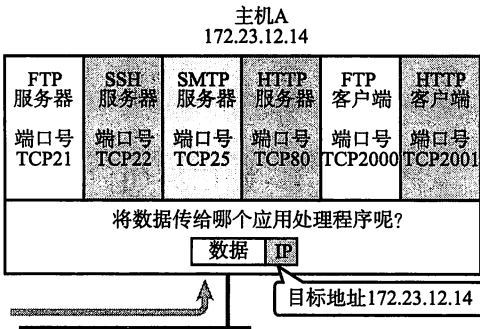 主机A
172.23.12.14
FTP 服务器 端口号 TCP21
SSH 服务器 端口号 TCP22
SMTP 服务器 端口号 TCP25
HTTP 服务器 端口号 TCP80
FTP 客户端 端口号 TCP2000
HTTP 客户端 端口号 TCP2001
将数据传给哪个应用处理程序呢?
数据 IP
目标地址172.23.12.14